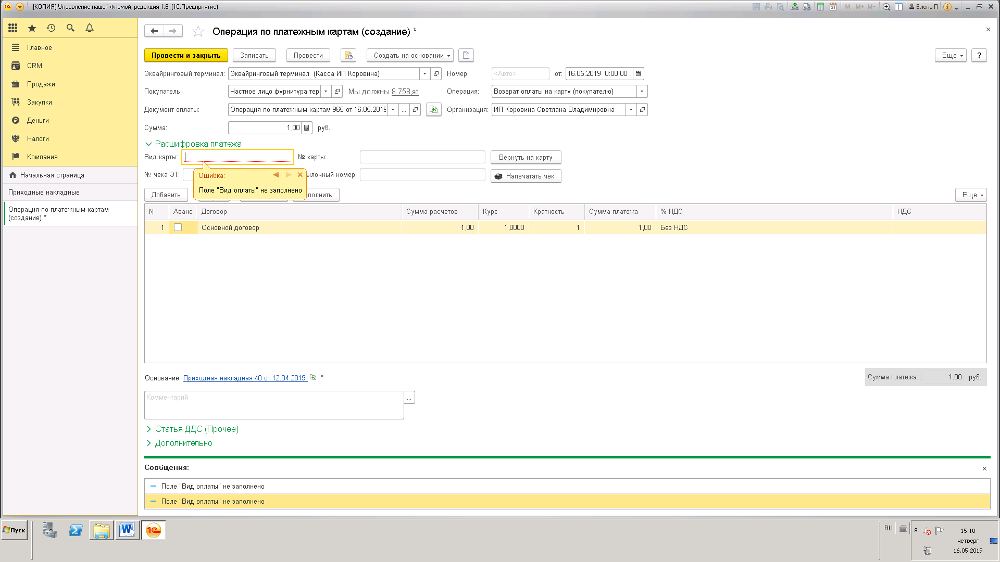 [КОПИЯ] Управление нашей фирмой, редакция 1.6 (1С:Предприятие)
M M+ M- Елена П
Главное
CRM
Продажи
Закупки
Деньги
Налоги
Компания
Начальная страница
Приходные накладные
Операция по платежным картам
(создание) *
Операция по платежным картам (создание) *
Провести и закрыть Записать Провести Создать на основании Еще ?
Эквайринговый терминал: Эквайринговый терминал (Касса ИП Коровина) Номер: <Авто> от: 16.05.2019 0:00:00
Покупатель: Частное лицо фурнитура тер Мы должны 8 758,90 Операция: Возврат оплаты на карту (покупателю)
Документ оплаты: Операция по платежным картам 965 от 16.05.2019 ... Организация: ИП Коровина Светлана Владимировна
Сумма: 1,00 руб.
Расшифровка платежа
Вид карты: № карты: Вернуть на карту
№ чека ЭТ: ылочный номер: Напечатать чек
Ошибка:
Поле "Вид оплаты" не заполнено
Добавить олнить Еще
N Аванс Договор Сумма расчетов Курс Кратность Сумма платежа % НДС НДС
1 Основной договор 1,00 1,0000 1 1,00 Без НДС
Основание: Приходная накладная 40 от 12.04.2019
Сумма платежа: 1,00 руб.
Комментарий ...
Статья ДДС (Прочее)
Дополнительно
Сообщения:
Поле "Вид оплаты" не заполнено
Поле "Вид оплаты" не заполнено
Пуск
RU
15:10
четверг
16.05.2019